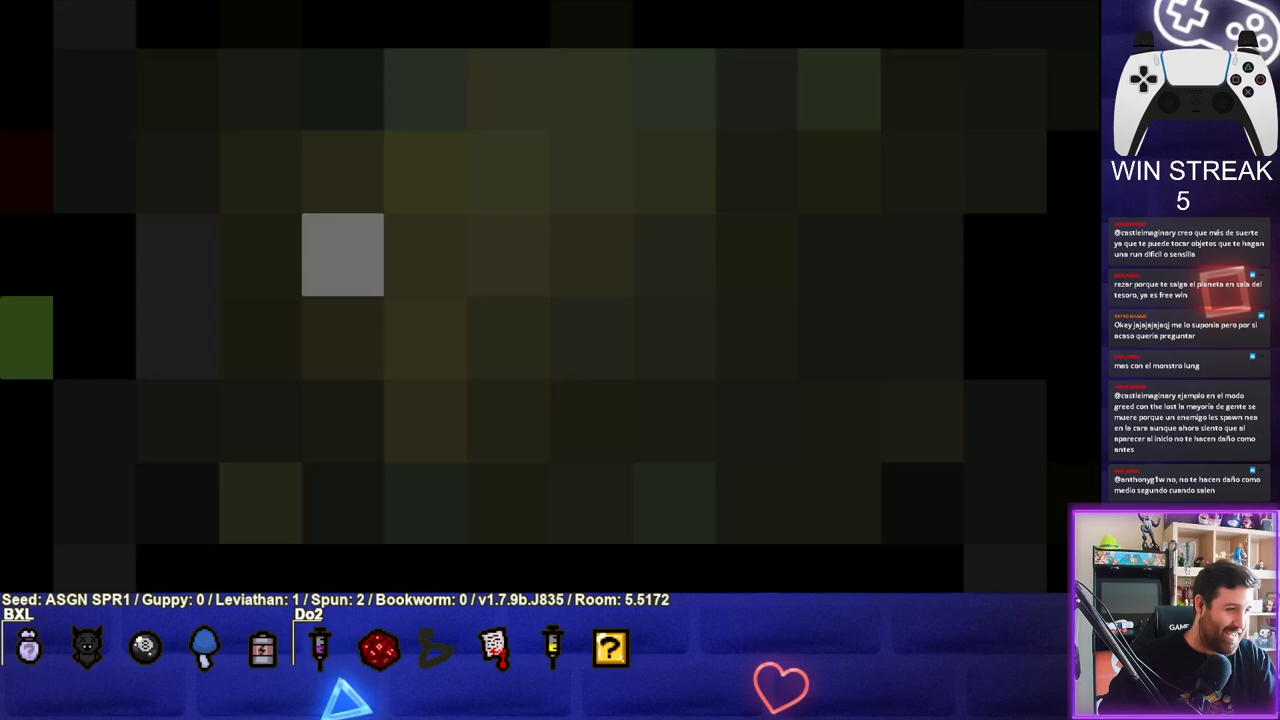 WIN STREAK
5
@castleimaginary creo que más de suerte
ya que te puede tocar objetos que te hagan
una run dificil o sensilla
rezar porque te salga el planeta en sala del
tesoro, ya es free win
Okey jajajajaqj me lo suponia pero por si
acaso queria preguntar
mas con el monstro lung
@castleimaginary ejemplo en el modo
greed con the lost la mayoría de gente se
muere porque un enemigo les spawn nea
en la cara aunque ahora siento que al
aparecer al inicio no te hacen daño como
antes
@anthonyg1w no, no te hacen daño como
medio segundo cuando salen
Seed: ASGN SPR1 / Guppy: 0 / Leviathan: 1 / Spun: 2 / Bookworm: 0 / v1.7.9b.J835 / Room: 5.5172
BXL
Do2
GAME